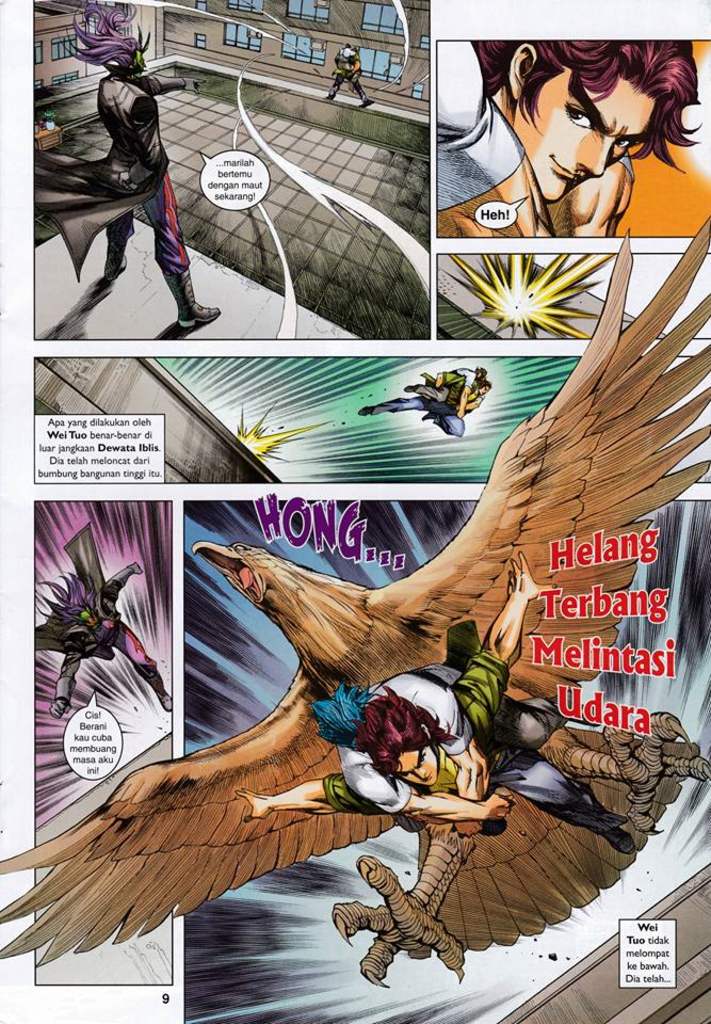 ...marilah
bertemu
dengan maut
sekarang!
Heh!
Apa yang dilakukan oleh
Wei Tuo benar-benar di
luar jangkaan Dewata Iblis.
Dia telah meloncat dari
bumbung bangunan tinggi itu.
Cis!
Berani
kau cuba
membuang
masa aku
ini!
HONG...
Helang
Terbang
Melintasi
Udara
Wei
Tuo tidak
melompat
ke bawah.
Dia telah...
9